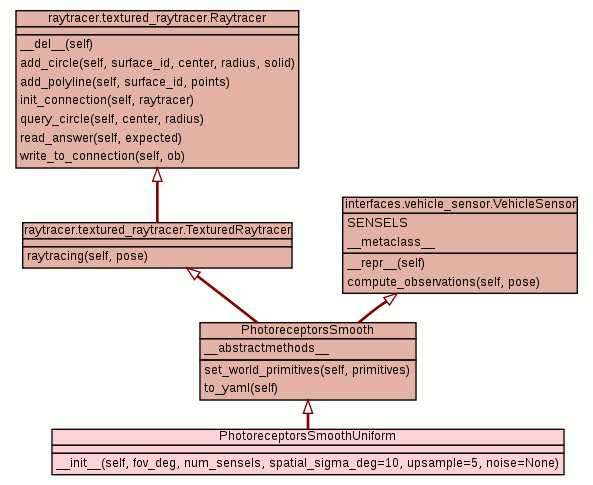 raytracer.textured_raytracer.Raytracer
__del__(self)
add_circle(self, surface_id, center, radius, solid)
add_polyline(self, surface_id, points)
init_connection(self, raytracer)
query_circle(self, center, radius)
read_answer(self, expected)
write_to_connection(self, ob)
interfaces.vehicle_sensor.VehicleSensor
SENSELS
__metaclass__
__repr__(self)
compute_observations(self, pose)
raytracer.textured_raytracer.TexturedRaytracer
raytracing(self, pose)
PhotoreceptorsSmooth
__abstractmethods__
set_world_primitives(self, primitives)
to_yaml(self)
PhotoreceptorsSmoothUniform
__init__(self, fov_deg, num_sensels, spatial_sigma_deg=10, upsample=5, noise=None)